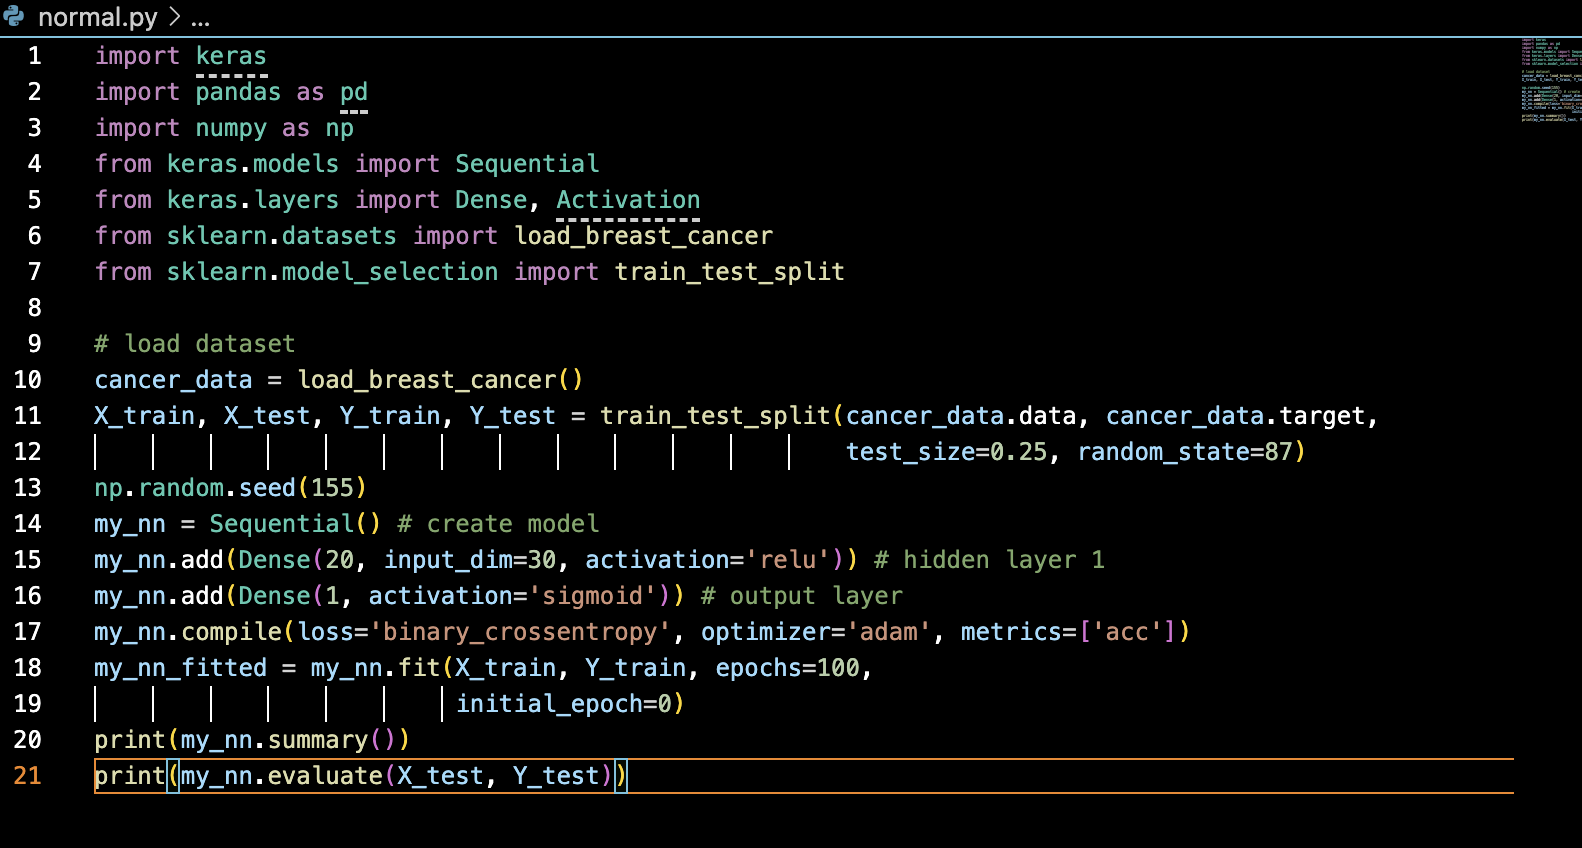 normal.py > ...
1 import keras
2 import pandas as pd
3 import numpy as np
4 from keras.models import Sequential
5 from keras.layers import Dense, Activation
6 from sklearn.datasets import load_breast_cancer
7 from sklearn.model_selection import train_test_split
8
9 # load dataset
10 cancer_data = load_breast_cancer()
11 X_train, X_test, Y_train, Y_test = train_test_split(cancer_data.data, cancer_data.target,
12 test_size=0.25, random_state=87)
13 np.random.seed(155)
14 my_nn = Sequential() # create model
15 my_nn.add(Dense(20, input_dim=30, activation='relu')) # hidden layer 1
16 my_nn.add(Dense(1, activation='sigmoid')) # output layer
17 my_nn.compile(loss='binary_crossentropy', optimizer='adam', metrics=['acc'])
18 my_nn_fitted = my_nn.fit(X_train, Y_train, epochs=100,
19 initial_epoch=0)
20 print(my_nn.summary())
21 print(my_nn.evaluate(X_test, Y_test))